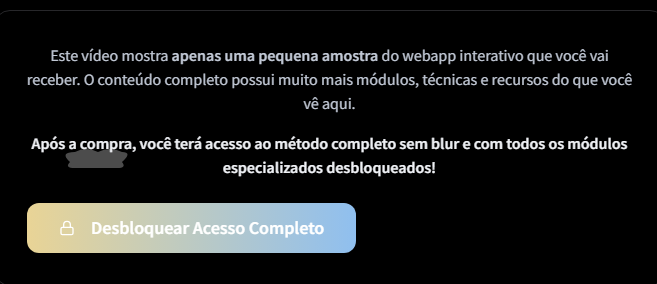 Este vídeo mostra apenas uma pequena amostra do webapp interativo que você vai
receber. O conteúdo completo possui muito mais módulos, técnicas e recursos do que você
vê aqui.
Após a compra, você terá acesso ao método completo sem blur e com todos os módulos
especializados desbloqueados!
Desbloquear Acesso Completo